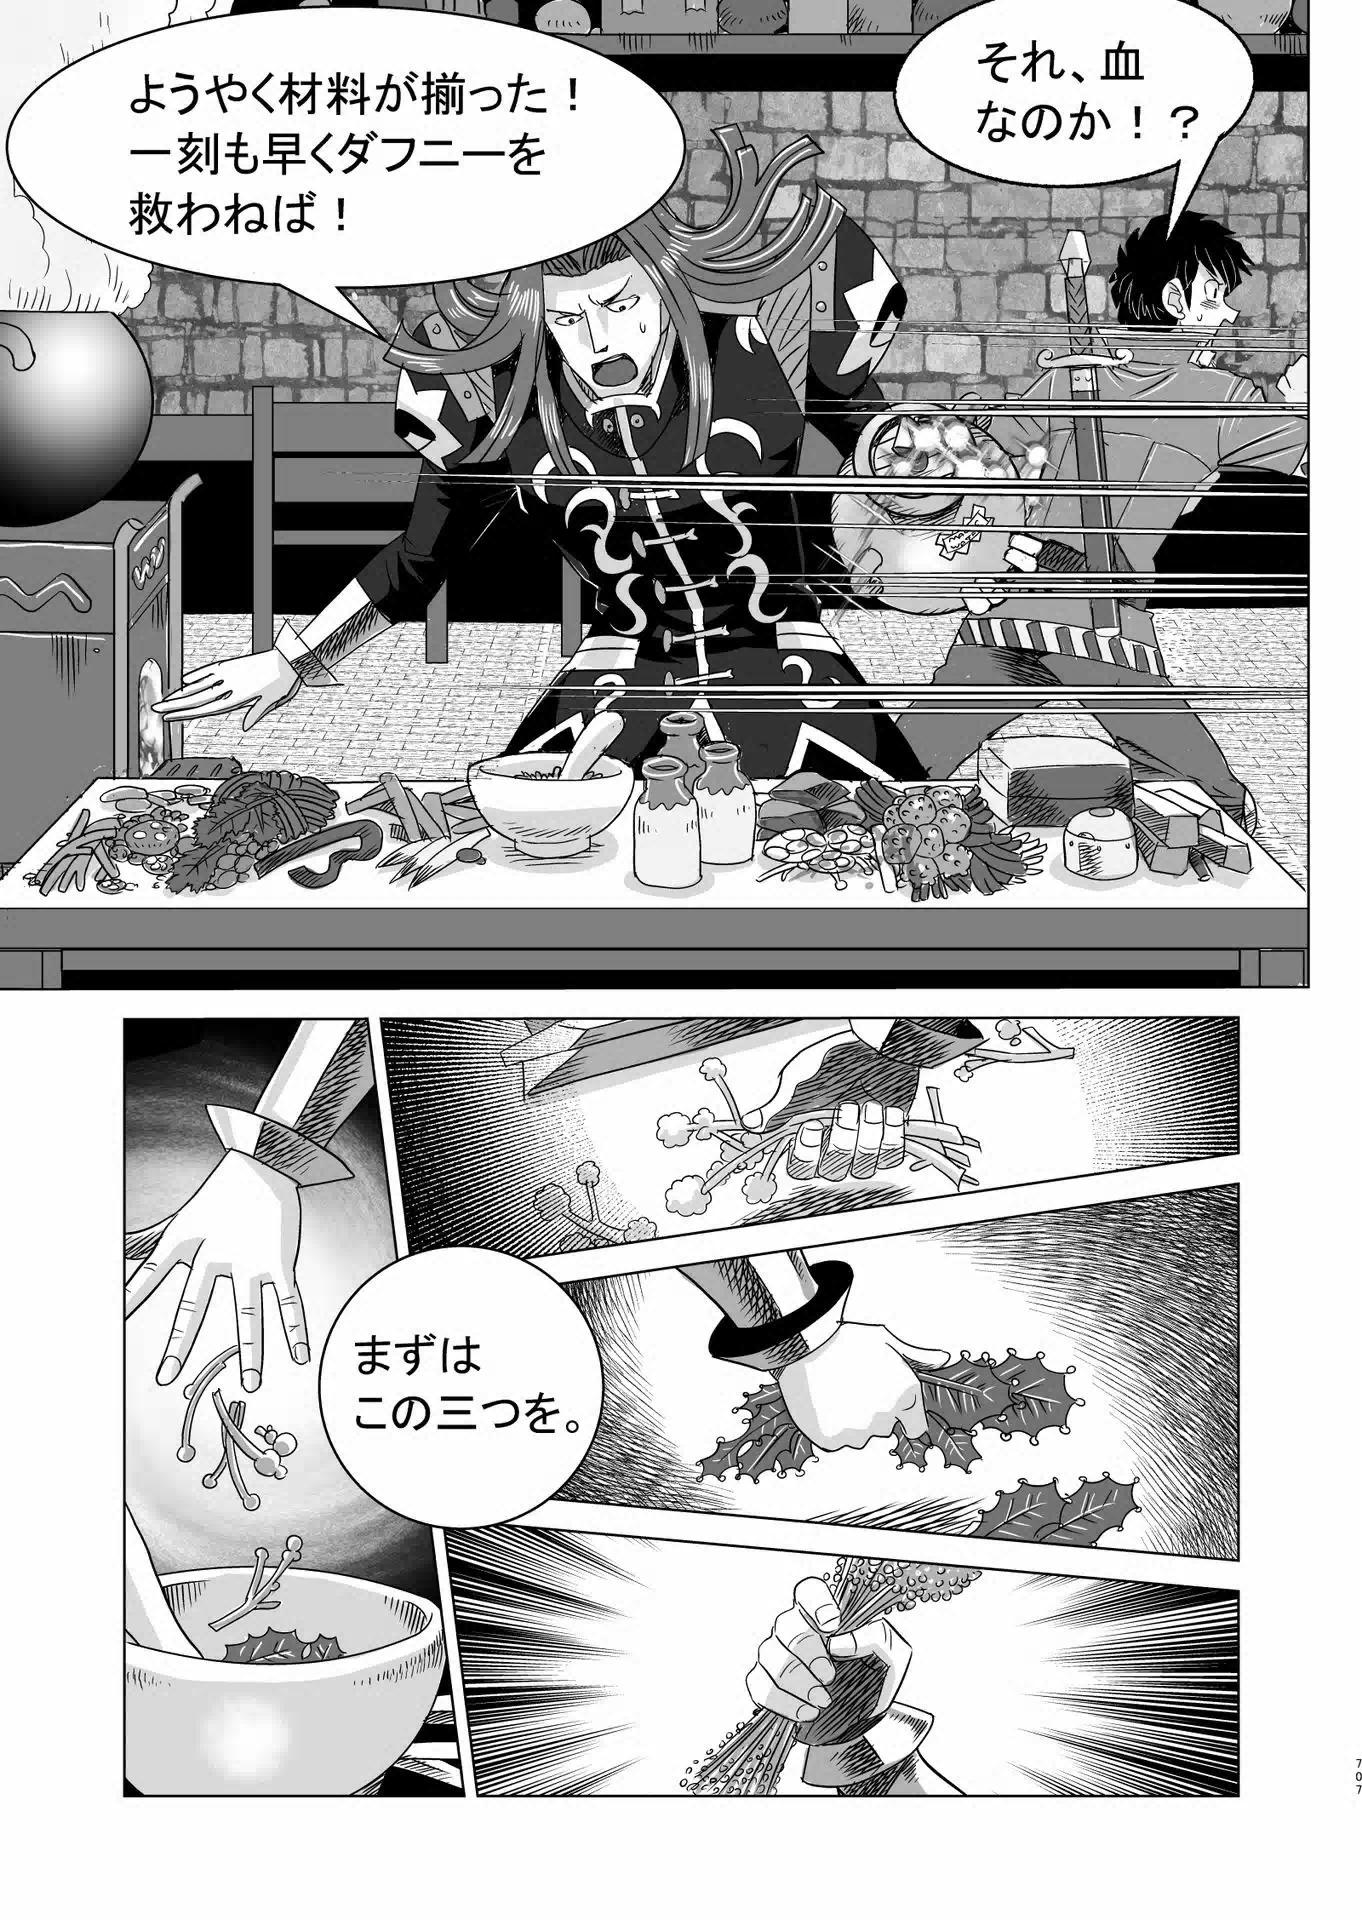 それ、血
なのか！？
ようやく材料が揃った！
一刻も早くダフニーを
救わねば！
まずは
この三つを。
707